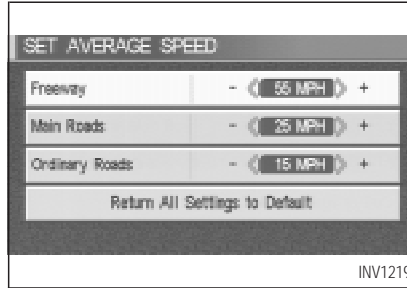 SET AVERAGE SPEED
Freeway - 55 MPH +
Main Roads - 25 MPH +
Ordinary Roads - 15 MPH +
Return All Settings to Default
INV1219